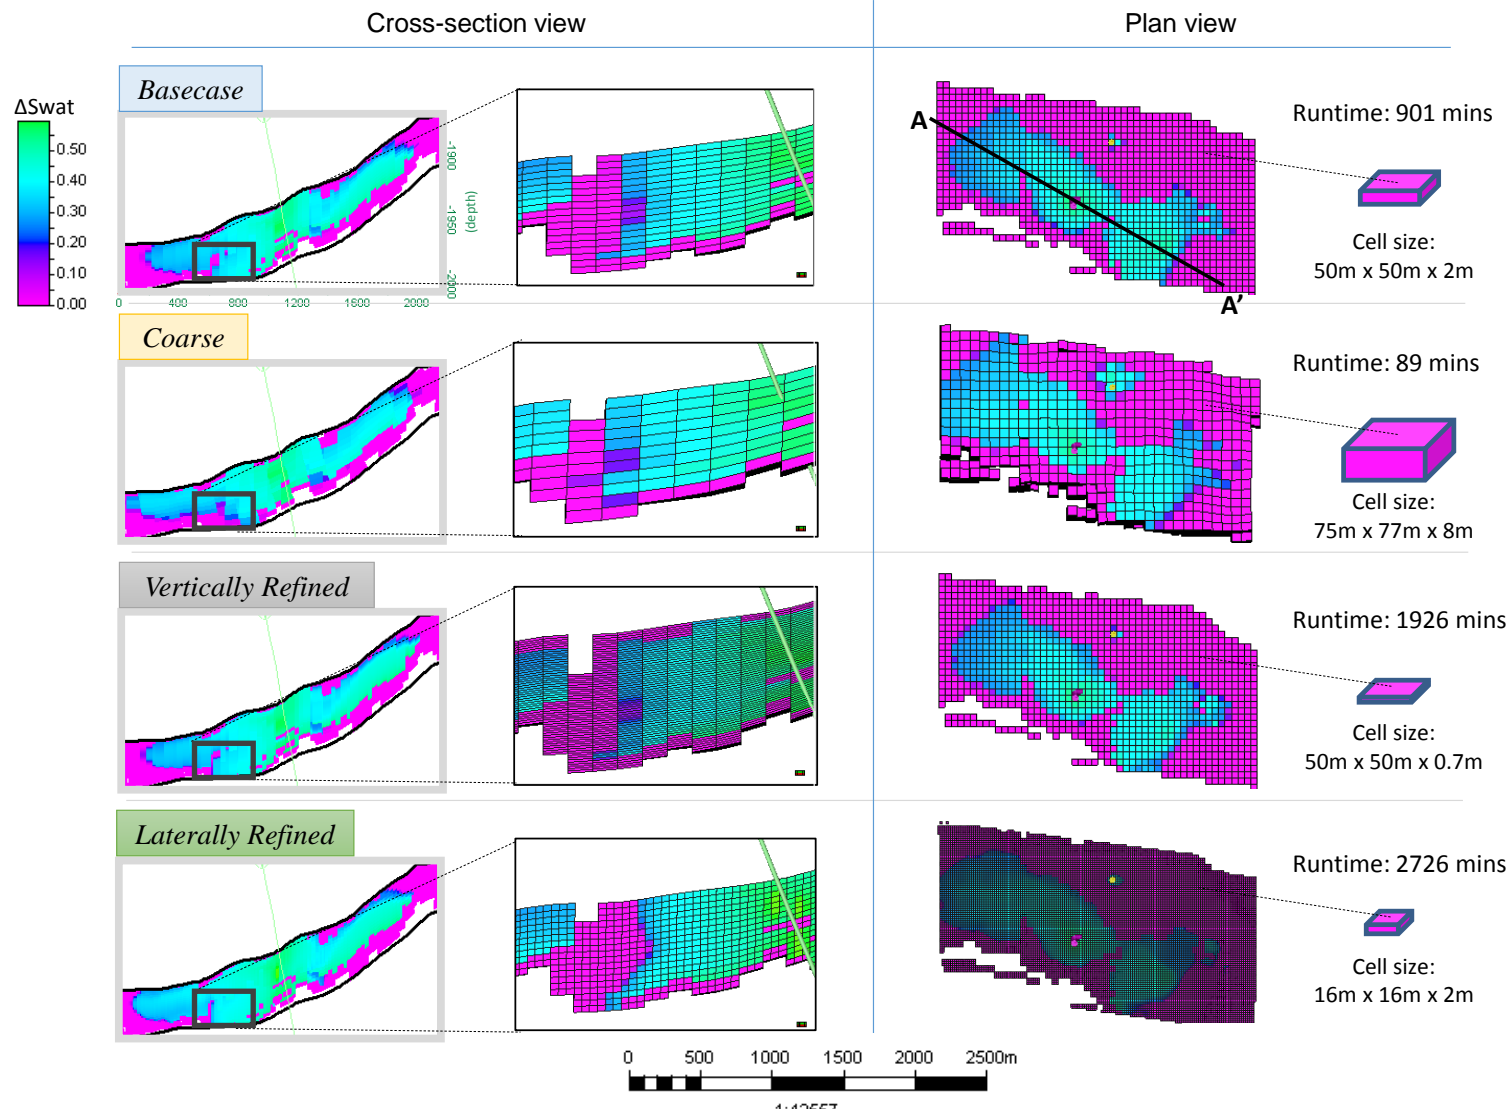 Cross-section view
Plan view
Basecase
ΔSwat
0.50
0.40
0.30
0.20
0.10
0.00
-1900
-1950
-2000
(depth)
0 400 800 1200 1600 2000
A
A'
Runtime: 901 mins
Cell size:
50m x 50m x 2m
Coarse
Runtime: 89 mins
Cell size:
75m x 77m x 8m
Vertically Refined
Runtime: 1926 mins
Cell size:
50m x 50m x 0.7m
Laterally Refined
Runtime: 2726 mins
Cell size:
16m x 16m x 2m
0 500 1000 1500 2000 2500m